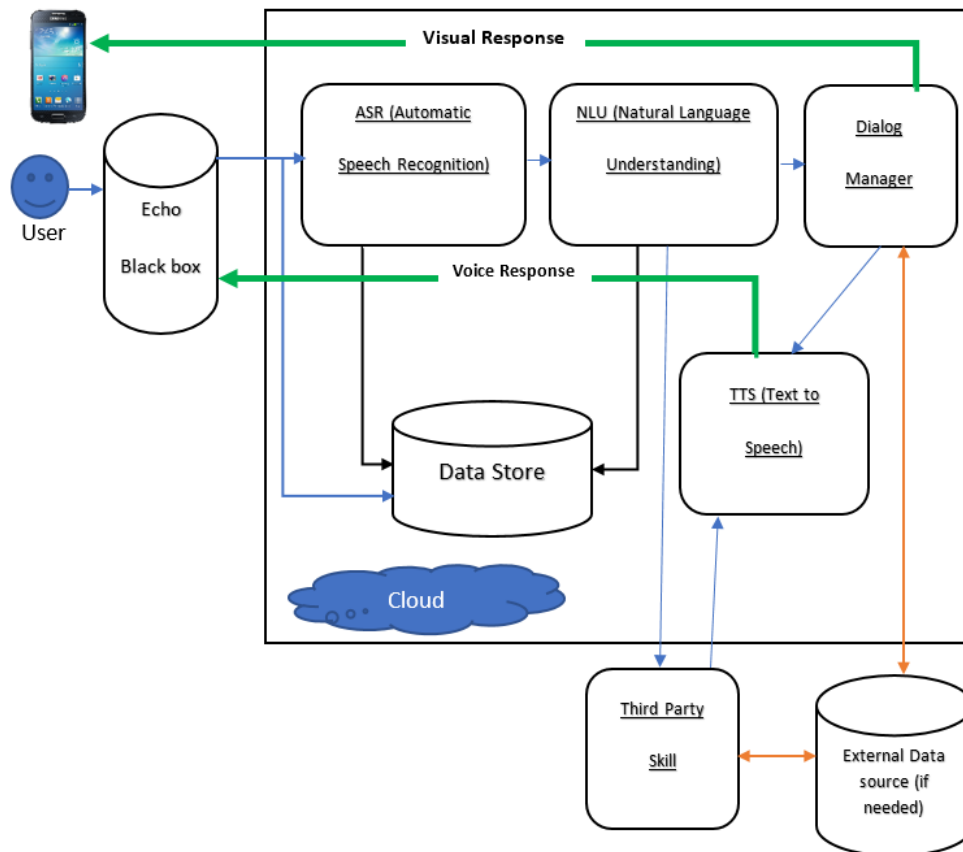 Visual Response
ASR (Automatic
Speech Recognition)
NLU (Natural Language
Understanding)
Dialog
Manager
User
Echo
Black box
Voice Response
TTS (Text to
Speech)
Data Store
Cloud
Third Party
Skill
External Data
source (if
needed)